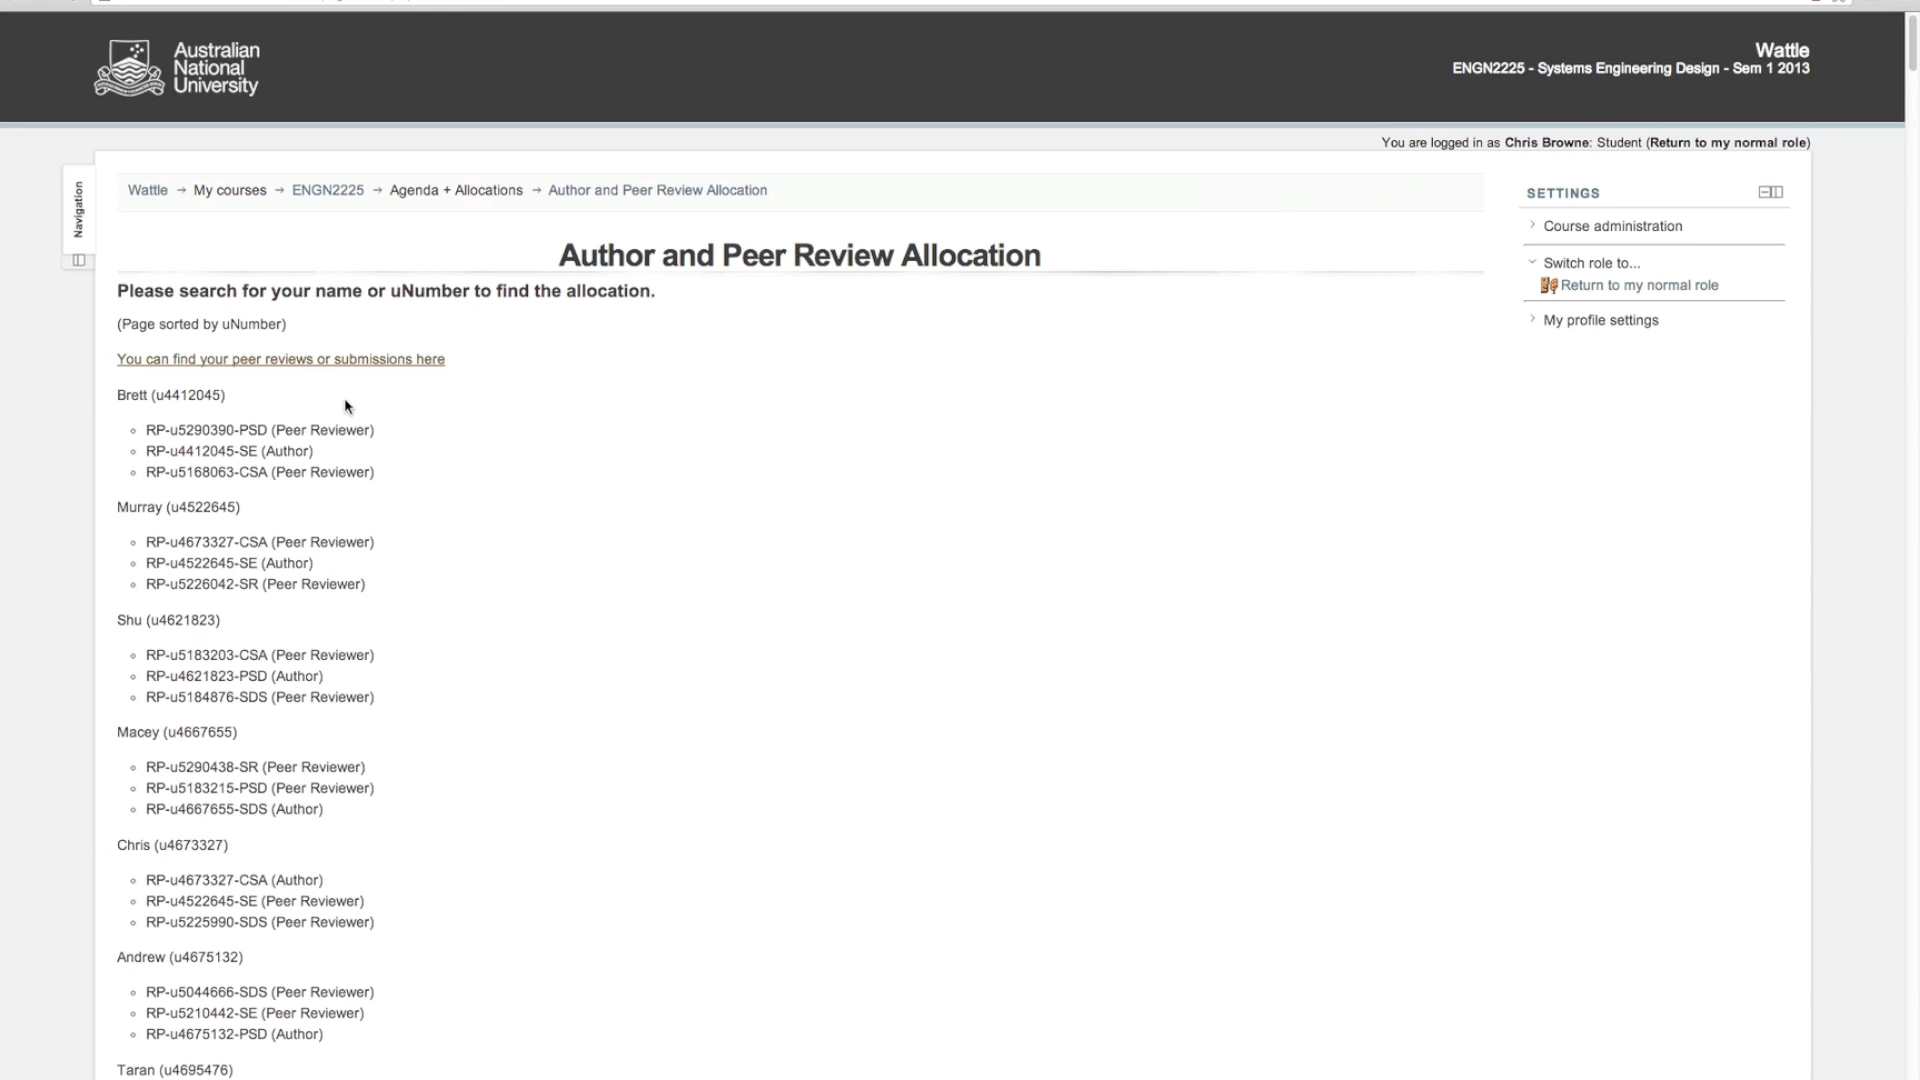 Australian
National
University
Wattle
ENGN2225 - Systems Engineering Design - Sem 1 2013
You are logged in as Chris Browne: Student (Return to my normal role)
Navigation
Wattle → My courses → ENGN2225 → Agenda + Allocations → Author and Peer Review Allocation
SETTINGS
Course administration
Switch role to...
Return to my normal role
My profile settings
Author and Peer Review Allocation
Please search for your name or uNumber to find the allocation.
(Page sorted by uNumber)
You can find your peer reviews or submissions here
Brett (u4412045)
RP-u5290390-PSD (Peer Reviewer)
RP-u4412045-SE (Author)
RP-u5168063-CSA (Peer Reviewer)
Murray (u4522645)
RP-u4673327-CSA (Peer Reviewer)
RP-u4522645-SE (Author)
RP-u5226042-SR (Peer Reviewer)
Shu (u4621823)
RP-u5183203-CSA (Peer Reviewer)
RP-u4621823-PSD (Author)
RP-u5184876-SDS (Peer Reviewer)
Macey (u4667655)
RP-u5290438-SR (Peer Reviewer)
RP-u5183215-PSD (Peer Reviewer)
RP-u4667655-SDS (Author)
Chris (u4673327)
RP-u4673327-CSA (Author)
RP-u4522645-SE (Peer Reviewer)
RP-u5225990-SDS (Peer Reviewer)
Andrew (u4675132)
RP-u5044666-SDS (Peer Reviewer)
RP-u5210442-SE (Peer Reviewer)
RP-u4675132-PSD (Author)
Taran (u4695476)